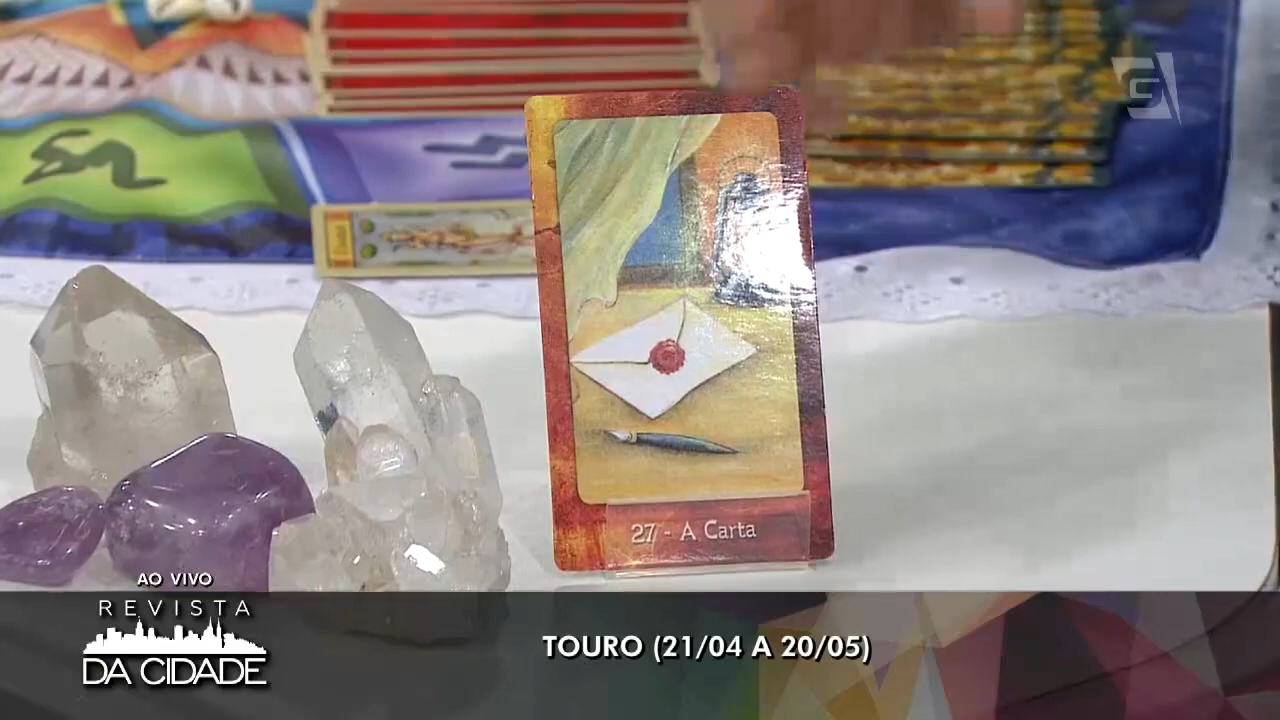 27 - A Carta
AO VIVO
REVISTA
DA CIDADE
TOURO (21/04 A 20/05)